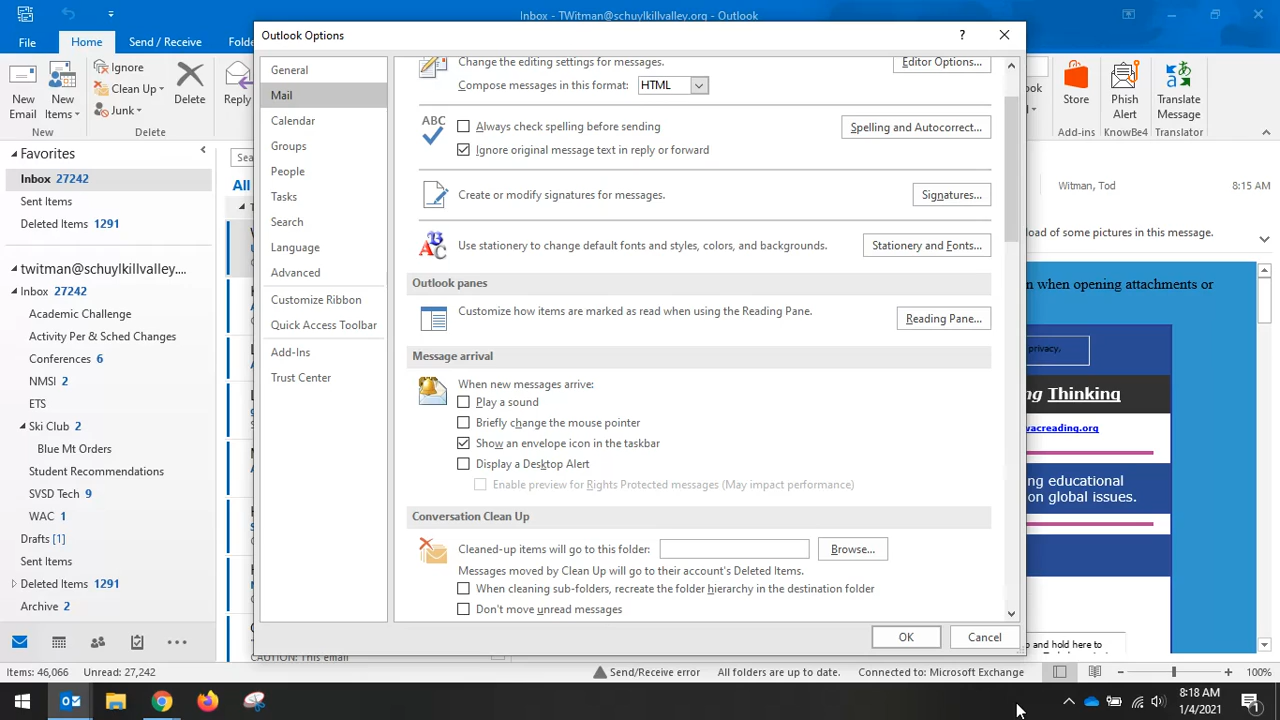 Inbox - TWitman@schuylkillvalley.org - Outlook
File
Home
Send / Receive
Folde
New
Email
New
Items
New
Ignore
Clean Up
Junk
Delete
Delete
Reply
Store
Add-ins
Phish
Alert
KnowBe4
Translate
Message
Translator
Favorites
Inbox 27242
Sent Items
Deleted Items 1291
twitman@schuylkillvalley....
Inbox 27242
Academic Challenge
Activity Per & Sched Changes
Conferences 6
NMSI 2
ETS
Ski Club 2
Blue Mt Orders
Student Recommendations
SVSD Tech 9
WAC 1
Drafts [1]
Sent Items
Deleted Items 1291
Archive 2
Sea
All
CAUTION: This email
Outlook Options
?
General
Mail
Calendar
Groups
People
Tasks
Search
Language
Advanced
Customize Ribbon
Quick Access Toolbar
Add-Ins
Trust Center
Change the editing settings for messages.
Editor Options...
Compose messages in this format: HTML
ABC
Always check spelling before sending
Spelling and Autocorrect...
Ignore original message text in reply or forward
Create or modify signatures for messages.
Signatures...
Use stationery to change default fonts and styles, colors, and backgrounds.
Stationery and Fonts...
Outlook panes
Customize how items are marked as read when using the Reading Pane.
Reading Pane...
Message arrival
When new messages arrive:
Play a sound
Briefly change the mouse pointer
Show an envelope icon in the taskbar
Display a Desktop Alert
Enable preview for Rights Protected messages (May impact performance)
Conversation Clean Up
Cleaned-up items will go to this folder:
Browse...
Messages moved by Clean Up will go to their account's Deleted Items.
When cleaning sub-folders, recreate the folder hierarchy in the destination folder
Don't move unread messages
OK
Cancel
Witman, Tod
8:15 AM
load of some pictures in this message.
n when opening attachments or
privacy.
ng Thinking
wacreading.org
ng educational
on global issues.
p and hold here to
Items: 46,066
Unread: 27,242
Send/Receive error
All folders are up to date.
Connected to: Microsoft Exchange
100%
8:18 AM
1/4/2021
1